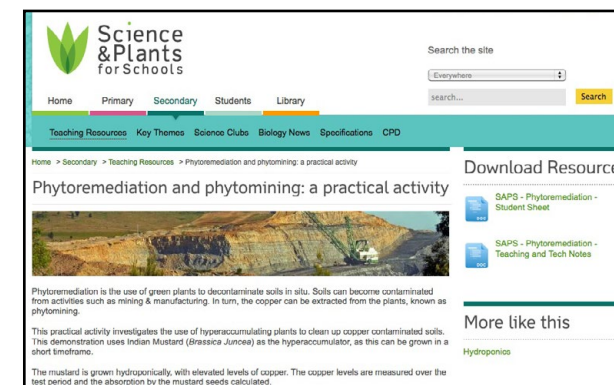 Science
&Plants
for Schools
Search the site
Everywhere
search...
Search
Home Primary Secondary Students Library
Teaching Resources Key Themes Science Clubs Biology News Specifications CPD
Home > Secondary > Teaching Resources > Phytoremediation and phytomining: a practical activity
Phytoremediation and phytomining: a practical activity
Phytoremediation is the use of green plants to decontaminate soils in situ. Soils can become contaminated
from activities such as mining & manufacturing. In turn, the copper can be extracted from the plants, known as
phytomining.
This practical activity investigates the use of hyperaccumulating plants to clean up copper contaminated soils.
This demonstration uses Indian Mustard (Brassica Juncea) as the hyperaccumulator, as this can be grown in a
short timeframe.
The mustard is grown hydroponically, with elevated levels of copper. The copper levels are measured over the
test period and the absorption by the mustard seeds calculated.
Download Resource
DOC
SAPS - Phytoremediation -
Student Sheet
DOC
SAPS - Phytoremediation -
Teaching and Tech Notes
More like this
Hydroponics